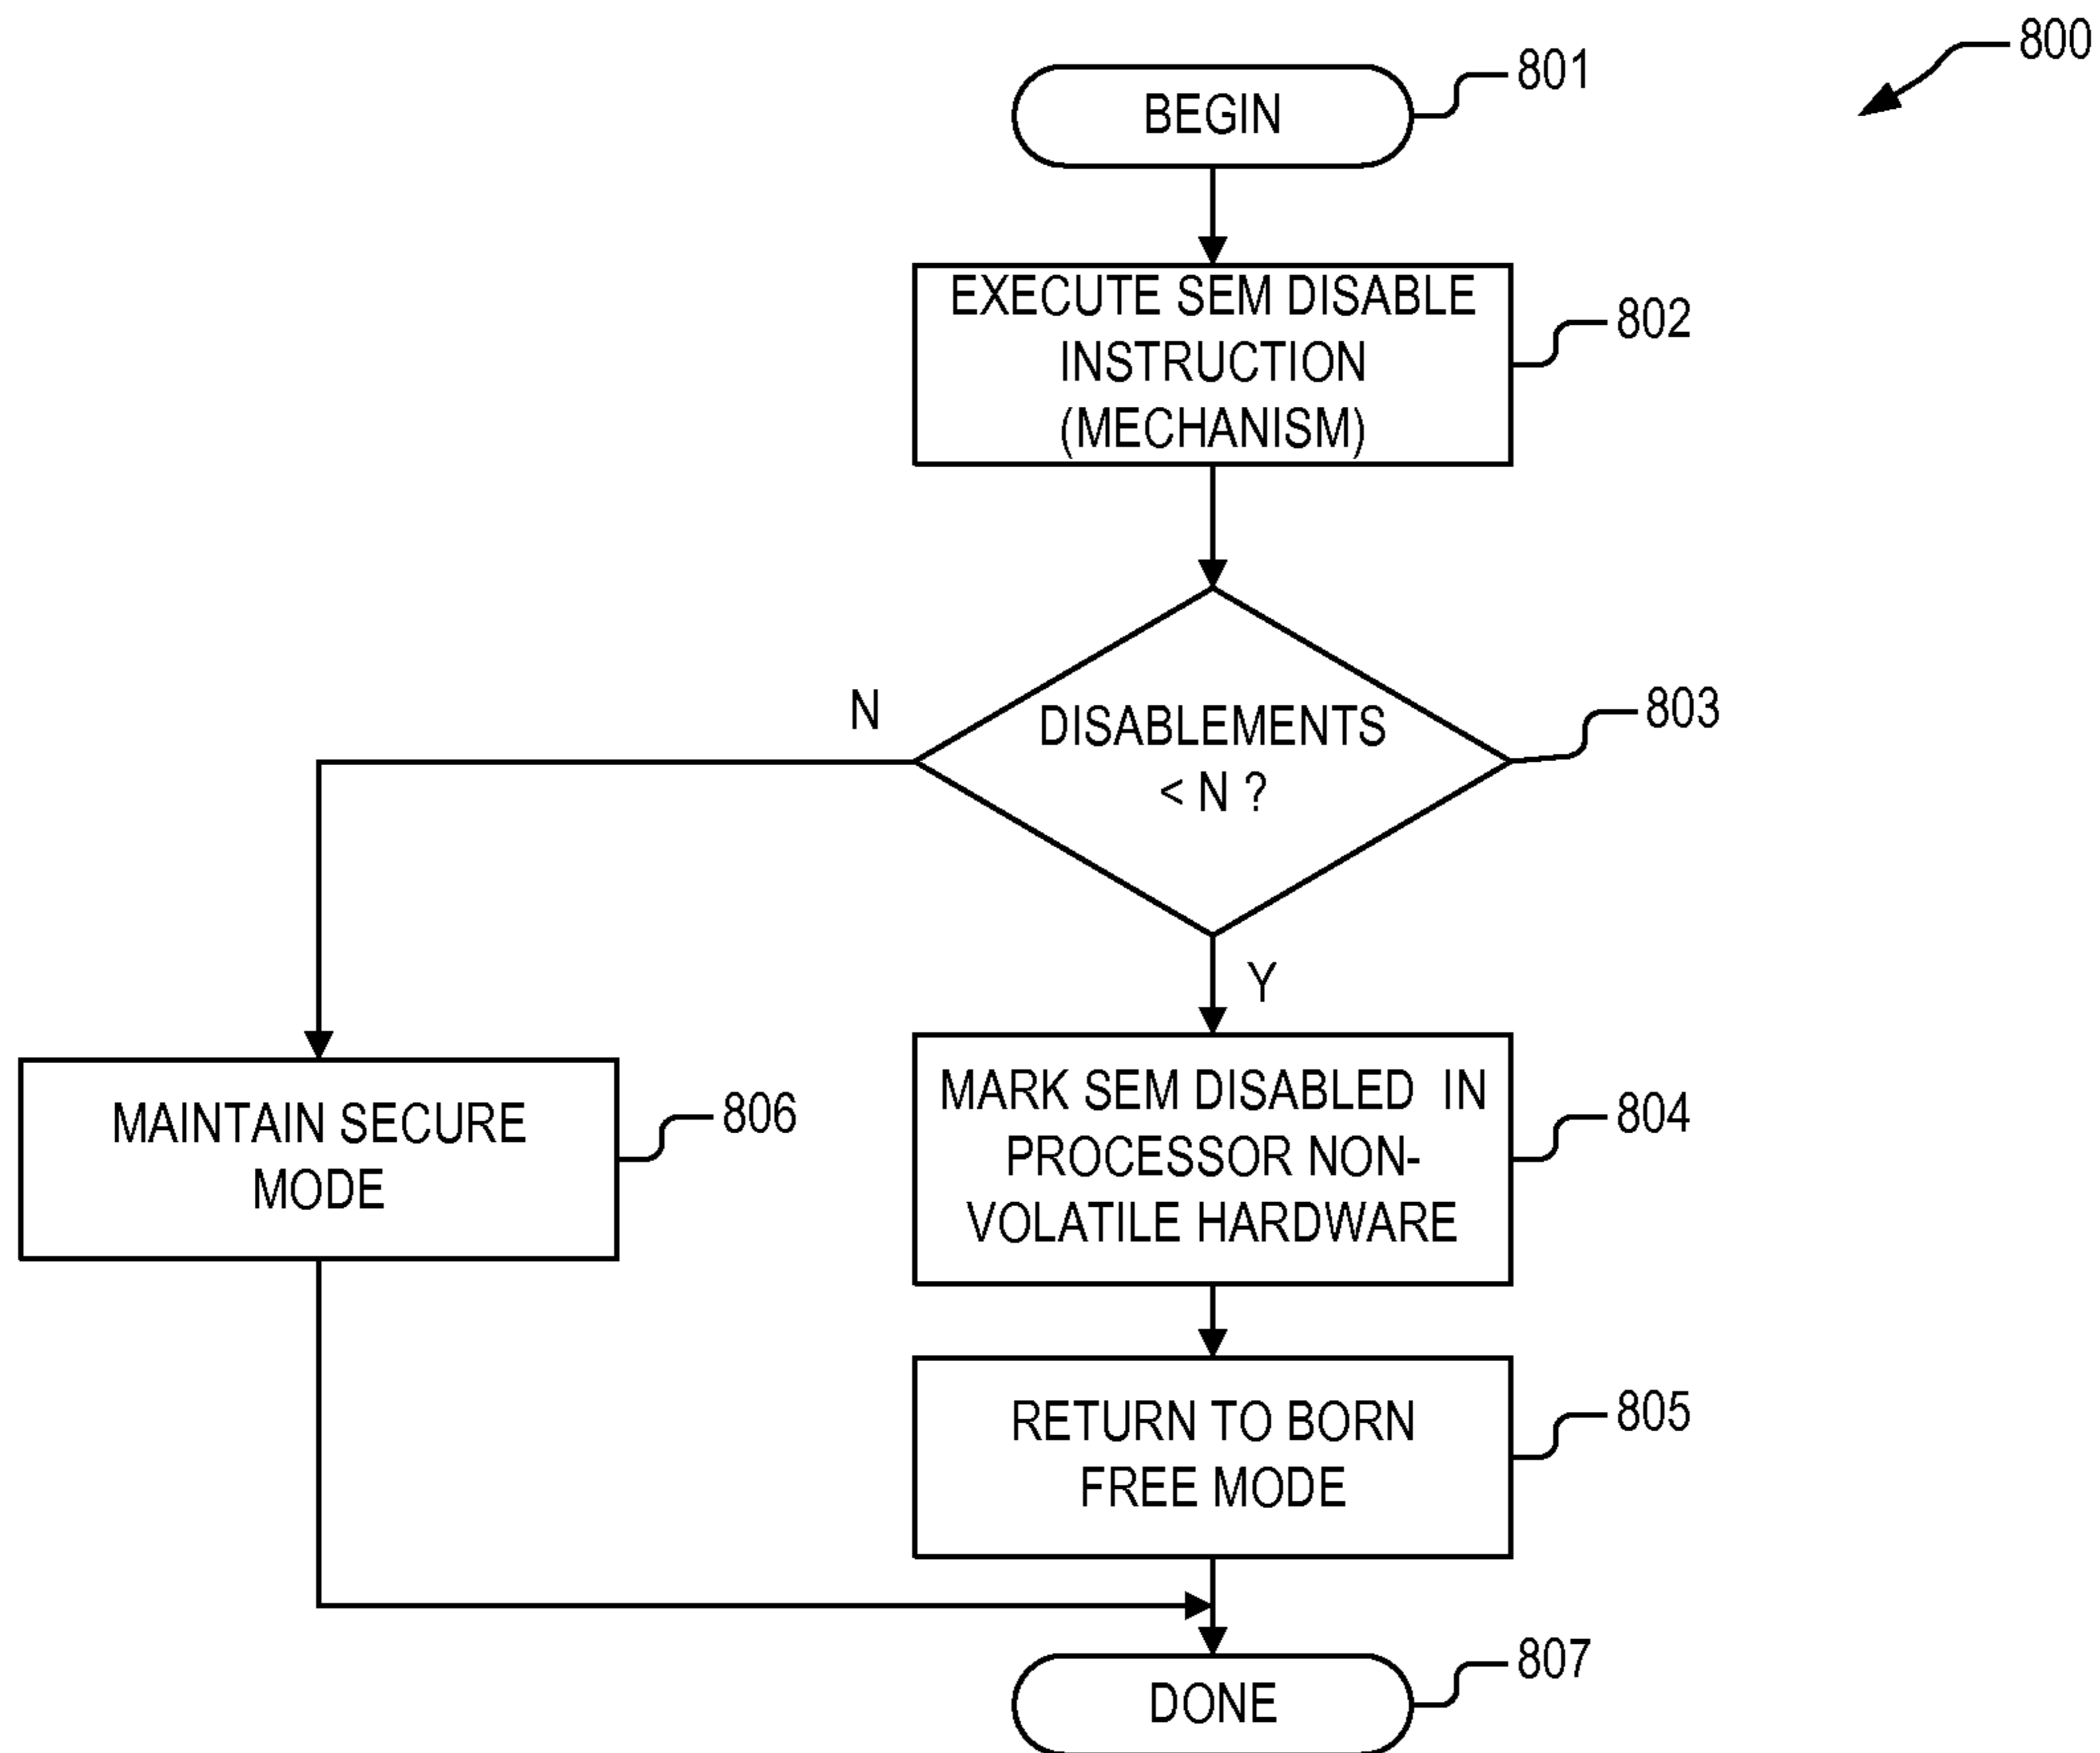 800
BEGIN
801
EXECUTE SEM DISABLE
INSTRUCTION
(MECHANISM)
802
DISABLEMENTS
< N ?
803
N
Y
MARK SEM DISABLED IN
PROCESSOR NON-
VOLATILE HARDWARE
804
MAINTAIN SECURE
MODE
806
RETURN TO BORN
FREE MODE
805
DONE
807